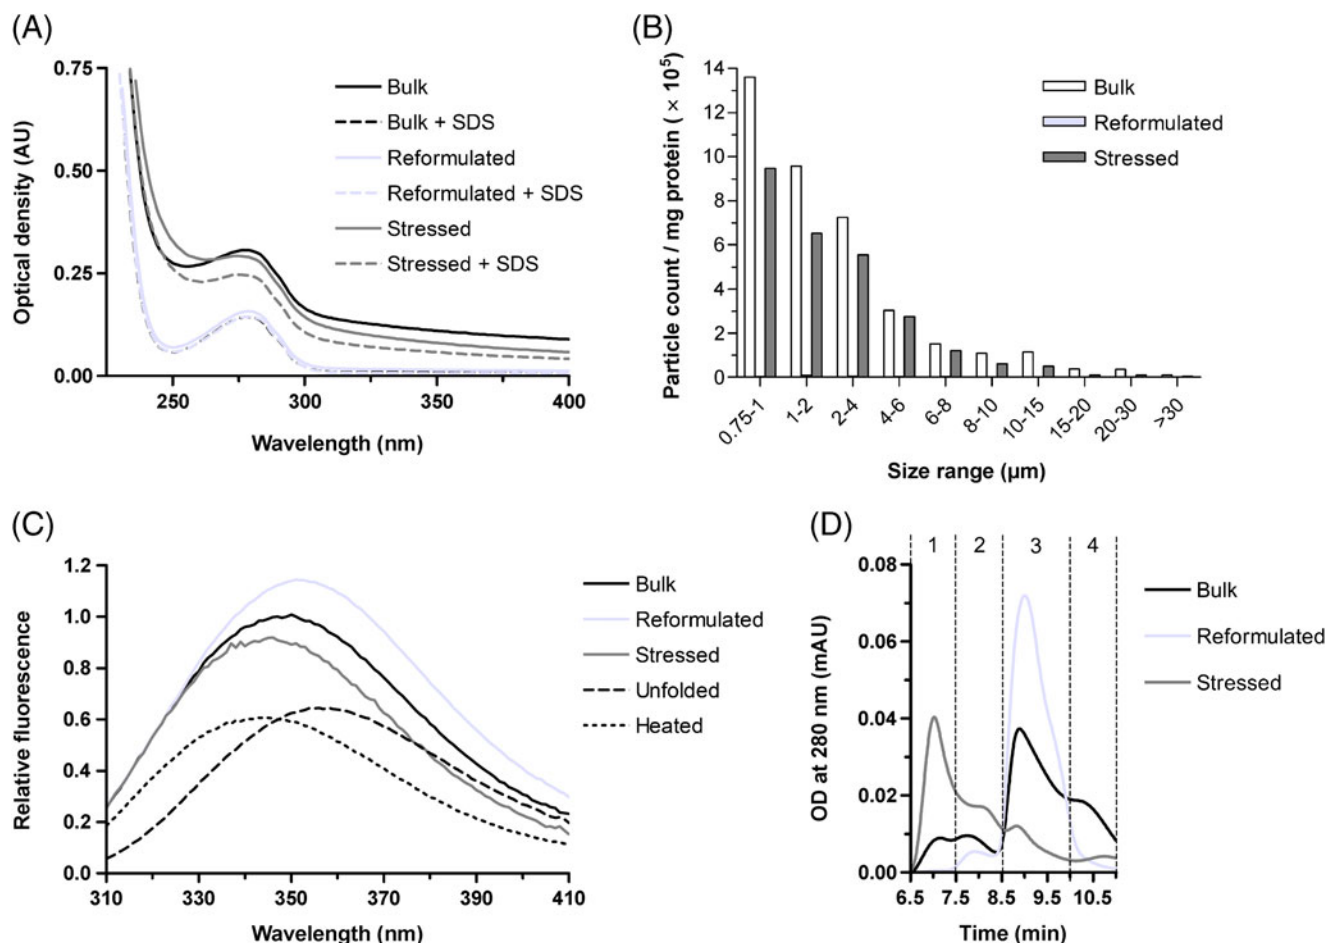 (A)
0.75
0.50
0.25
0.00
Optical density (AU)
250
300
350
400
Wavelength (nm)
Bulk
Bulk + SDS
Reformulated
Reformulated + SDS
Stressed
Stressed + SDS
(B)
14
12
10
8
6
4
2
0
Particle count / mg protein ( × 10⁵)
0.75-1
1-2
2-4
4-6
6-8
8-10
10-15
15-20
20-30
>30
Size range (µm)
Bulk
Reformulated
Stressed
(C)
1.2
1.0
0.8
0.6
0.4
0.2
0.0
Relative fluorescence
310
330
350
370
390
410
Wavelength (nm)
Bulk
Reformulated
Stressed
Unfolded
Heated
(D)
1
2
3
4
0.08
0.06
0.04
0.02
0.00
OD at 280 nm (mAU)
6.5
7.5
8.5
9.5
10.5
Time (min)
Bulk
Reformulated
Stressed